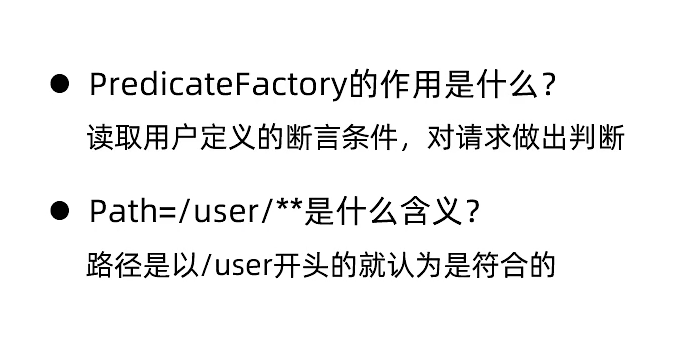 ● PredicateFactory的作用是什么？
读取用户定义的断言条件，对请求做出判断
● Path=/user/**是什么含义？
路径是以/user开头的就认为是符合的